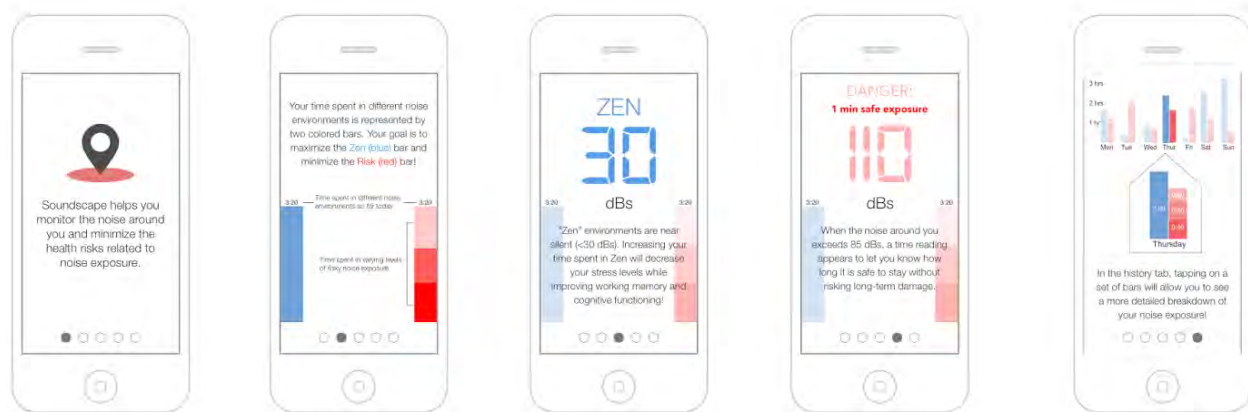 Soundscape helps you
monitor the noise around
you and minimize the
health risks related to
noise exposure.
Your time spent in different noise
environments is represented by
two colored bars. Your goal is to
maximize the Zen (blue) bar and
minimize the Risk (red) bar!
3:20
Time spent in different noise
environments so far today
3:20
Time spent in varying levels
of risky noise exposure
ZEN
30
dBs
3:20
3:20
"Zen" environments are near
silent (<30 dBs). Increasing your
time spent in Zen will decrease
your stress levels while
improving working memory and
cognitive functioning!
DANGER:
1 min safe exposure
110
dBs
3:20
3:20
When the noise around you
exceeds 85 dBs, a time reading
appears to let you know how
long it is safe to stay without
risking long-term damage.
3 hrs
2 hrs
1 hr
Mon Tue Wed Thur Fri Sat Sun
Thursday
In the history tab, tapping on a
set of bars will allow you to see
a more detailed breakdown of
your noise exposure!